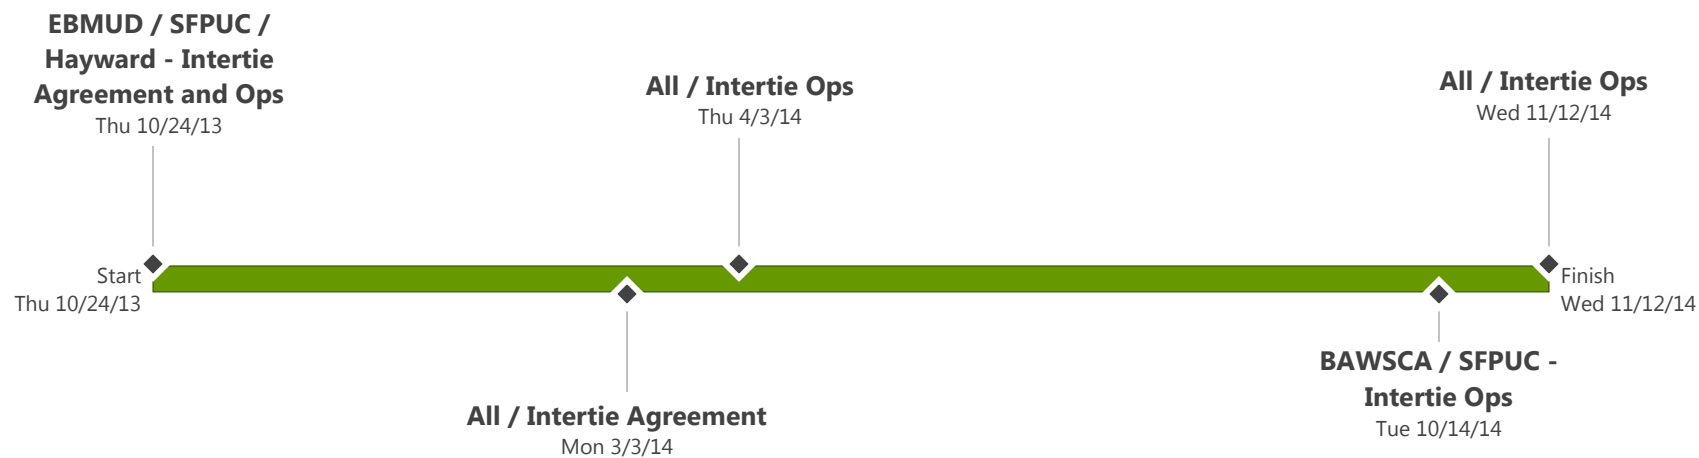 EBMUD / SFPUC /
Hayward - Intertie
Agreement and Ops
Thu 10/24/13
All / Intertie Ops
Thu 4/3/14
All / Intertie Ops
Wed 11/12/14
Start
Thu 10/24/13
Finish
Wed 11/12/14
All / Intertie Agreement
Mon 3/3/14
BAWSCA / SFPUC -
Intertie Ops
Tue 10/14/14